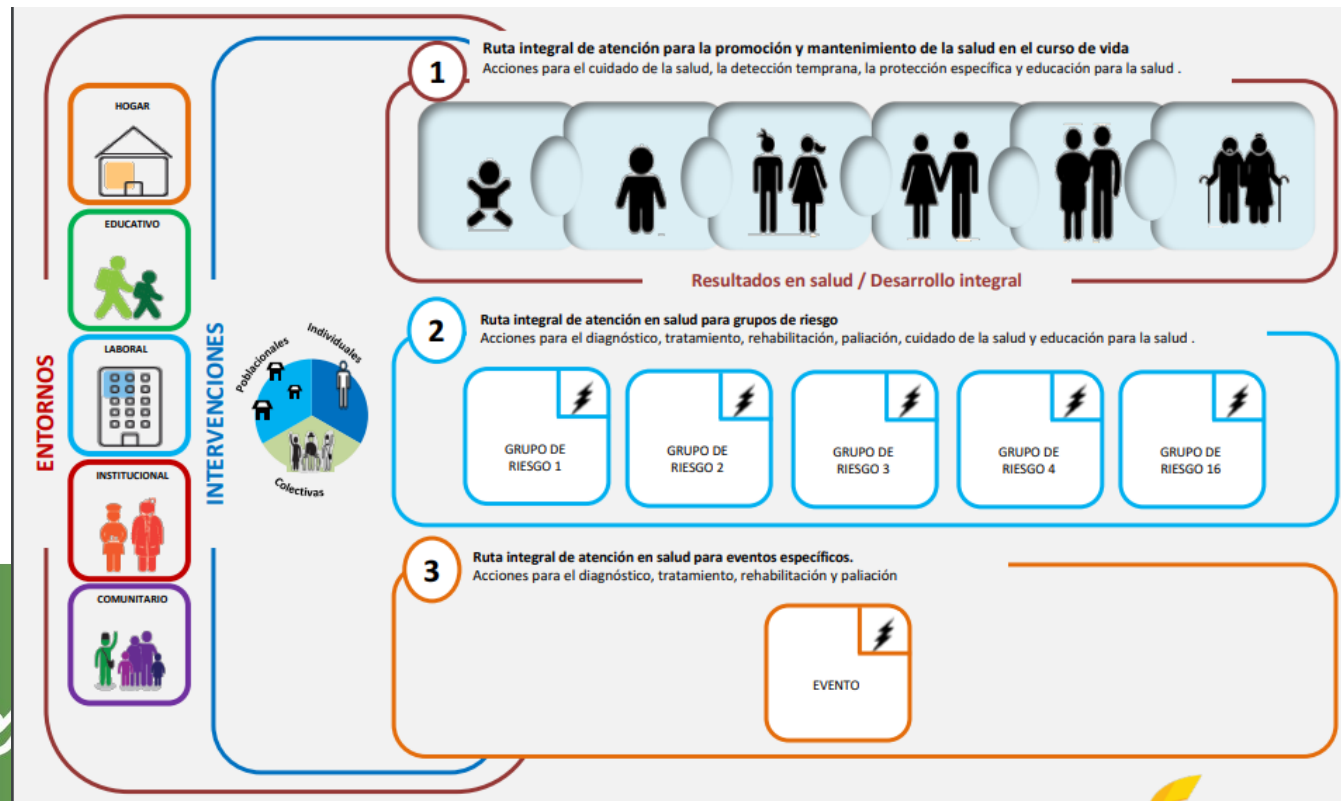 ENTORNOS
HOGAR
EDUCATIVO
LABORAL
INSTITUCIONAL
COMUNITARIO
INTERVENCIONES
Poblacionales
Individuales
Colectivas
1
Ruta integral de atención para la promoción y mantenimiento de la salud en el curso de vida
Acciones para el cuidado de la salud, la detección temprana, la protección específica y educación para la salud .
Resultados en salud / Desarrollo integral
2
Ruta integral de atención en salud para grupos de riesgo
Acciones para el diagnóstico, tratamiento, rehabilitación, paliación, cuidado de la salud y educación para la salud .
GRUPO DE
RIESGO 1
GRUPO DE
RIESGO 2
GRUPO DE
RIESGO 3
GRUPO DE
RIESGO 4
GRUPO DE
RIESGO 16
3
Ruta integral de atención en salud para eventos específicos.
Acciones para el diagnóstico, tratamiento, rehabilitación y paliación
EVENTO